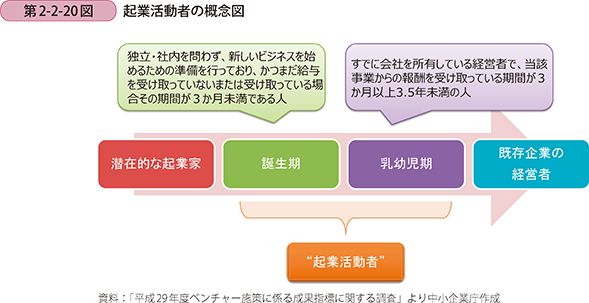 第2-2-20図 起業活動者の概念図
独立・社内を問わず、新しいビジネスを始
めるための準備を行っており、かつまだ給与
を受け取っていないまたは受け取っている場
合その期間が３か月未満である人
すでに会社を所有している経営者で、当該
事業からの報酬を受け取っている期間が３
か月以上3.5年未満の人
潜在的な起業家
誕生期
乳幼児期
既存企業の
経営者
“起業活動者”
資料：「平成29年度ベンチャー施策に係る成果指標に関する調査」より中小企業庁作成